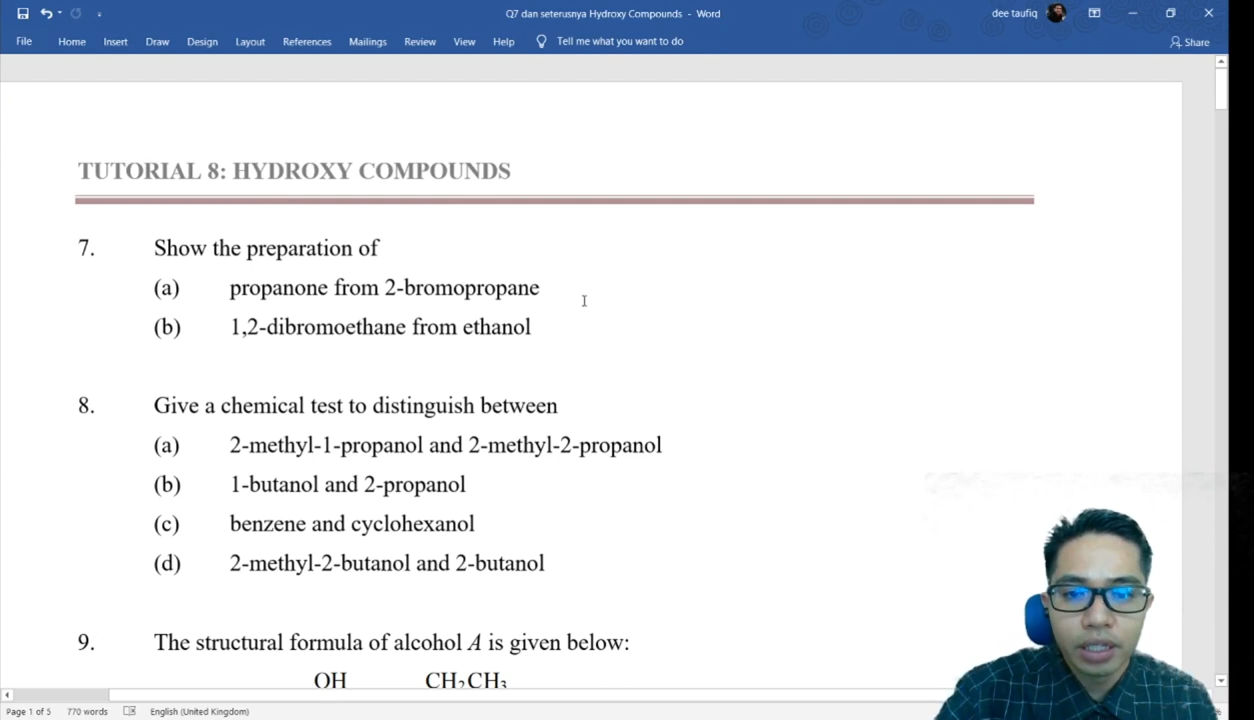 Q7 dan seterusnya Hydroxy Compounds - Word
dee taufiq
File Home Insert Draw Design Layout References Mailings Review View Help Tell me what you want to do Share
TUTORIAL 8: HYDROXY COMPOUNDS
7. Show the preparation of
(a) propanone from 2-bromopropane
(b) 1,2-dibromoethane from ethanol
8. Give a chemical test to distinguish between
(a) 2-methyl-1-propanol and 2-methyl-2-propanol
(b) 1-butanol and 2-propanol
(c) benzene and cyclohexanol
(d) 2-methyl-2-butanol and 2-butanol
9. The structural formula of alcohol A is given below:
OH CH₂CH₃
Page 1 of 5 770 words English (United Kingdom)